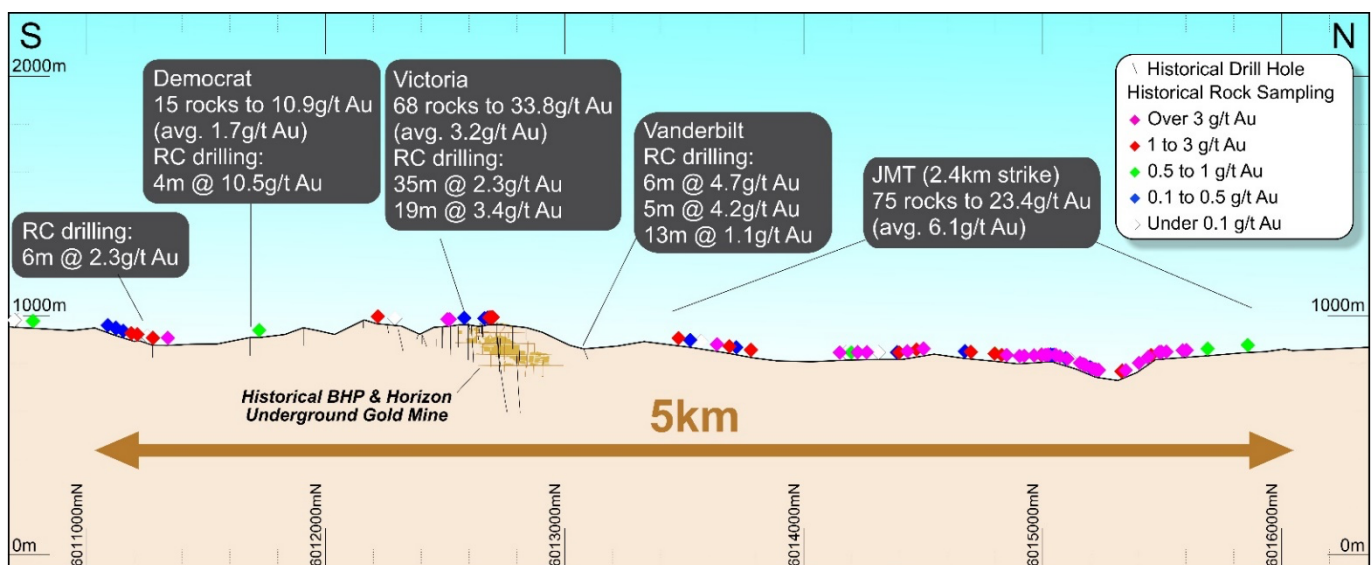 S
N
2000m
Democrat
15 rocks to 10.9g/t Au
(avg. 1.7g/t Au)
RC drilling:
4m @ 10.5g/t Au
Victoria
68 rocks to 33.8g/t Au
(avg. 3.2g/t Au)
RC drilling:
35m @ 2.3g/t Au
19m @ 3.4g/t Au
Vanderbilt
RC drilling:
6m @ 4.7g/t Au
5m @ 4.2g/t Au
13m @ 1.1g/t Au
JMT (2.4km strike)
75 rocks to 23.4g/t Au
(avg. 6.1g/t Au)
Historical Drill Hole
Historical Rock Sampling
Over 3 g/t Au
1 to 3 g/t Au
0.5 to 1 g/t Au
0.1 to 0.5 g/t Au
Under 0.1 g/t Au
RC drilling:
6m @ 2.3g/t Au
1000m
1000m
Historical BHP & Horizon
Underground Gold Mine
5km
6011000mN
6012000mN
6013000mN
6014000mN
6015000mN
6016000mN
0m
0m